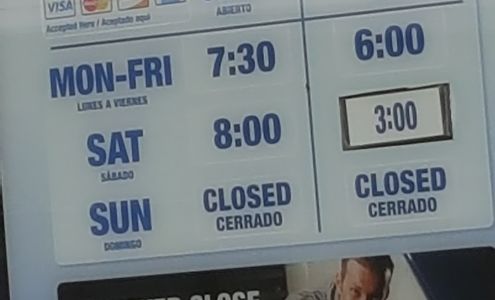 VISA
Accepted Here / Aceptado aquí
ABIERTO
MON-FRI 7:30 6:00
LUNES A VIERNES
SAT 8:00 3:00
SÁBADO
SUN CLOSED CLOSED
DOMINGO CERRADO CERRADO
CLOSE